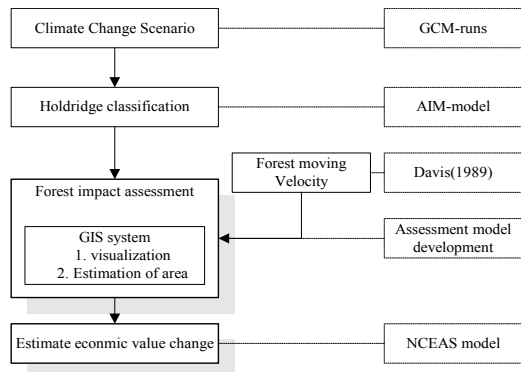 Climate Change Scenario
GCM-runs
Holdridge classification
AIM-model
Forest moving
Velocity
Davis(1989)
Forest impact assessment
GIS system
1. visualization
2. Estimation of area
Assessment model
development
Estimate econmic value change
NCEAS model